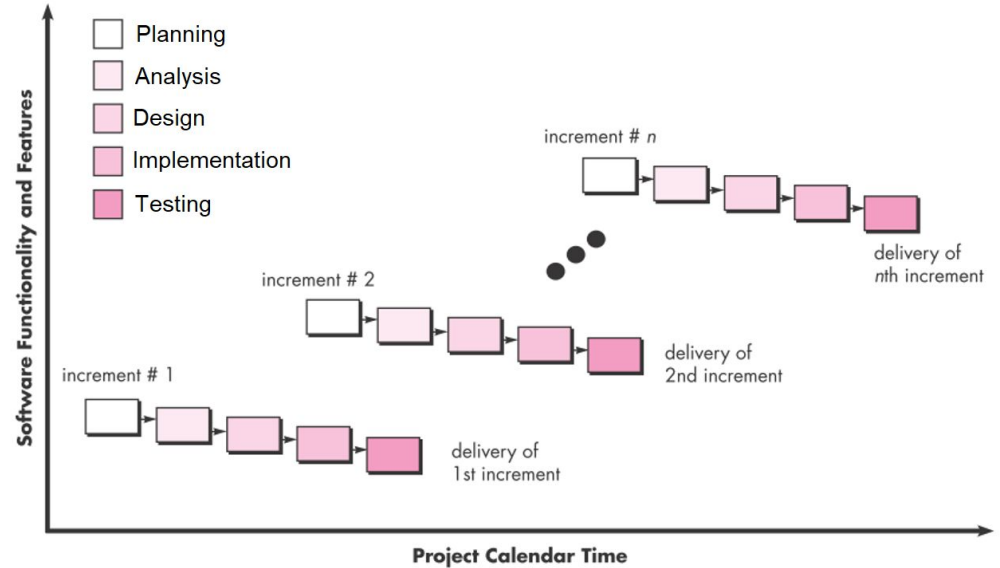 Planning
Analysis
Design
Implementation
Testing
Software Functionality and Features
increment # n
delivery of
nth increment
increment # 2
delivery of
2nd increment
increment # 1
delivery of
1st increment
Project Calendar Time